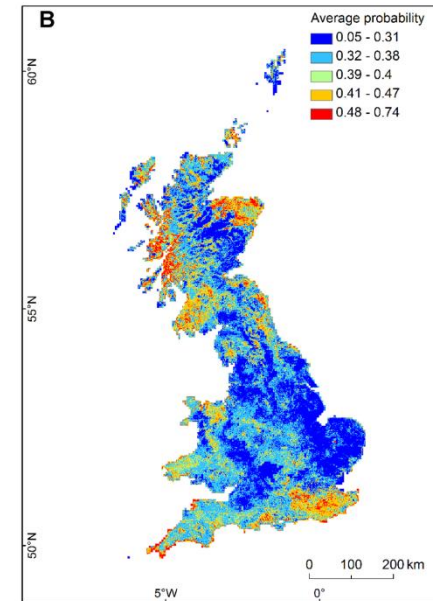 B
Average probability
0.05 - 0.31
0.32 - 0.38
0.39 - 0.4
0.41 - 0.47
0.48 - 0.74
60°N
55°N
50°N
0 100 200 km
5°W 0°